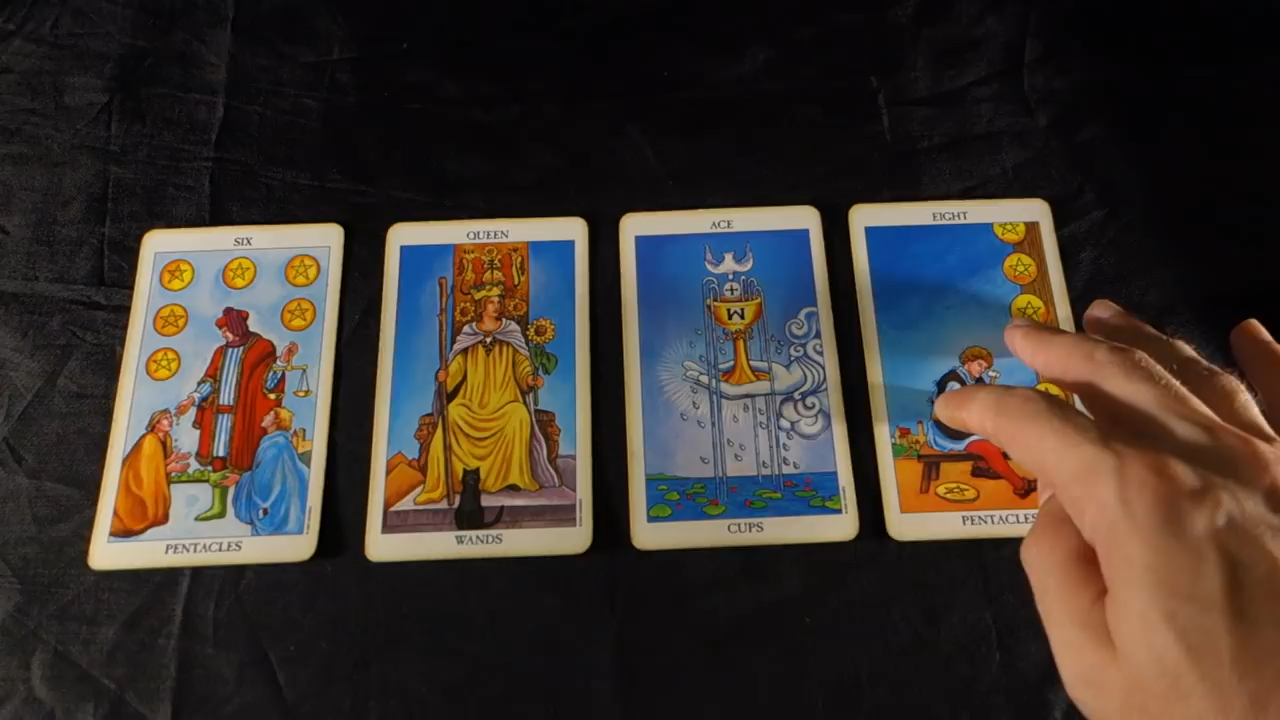 SIX
PENTACLES
QUEEN
WANDS
ACE
M
CUPS
EIGHT
PENTACLES